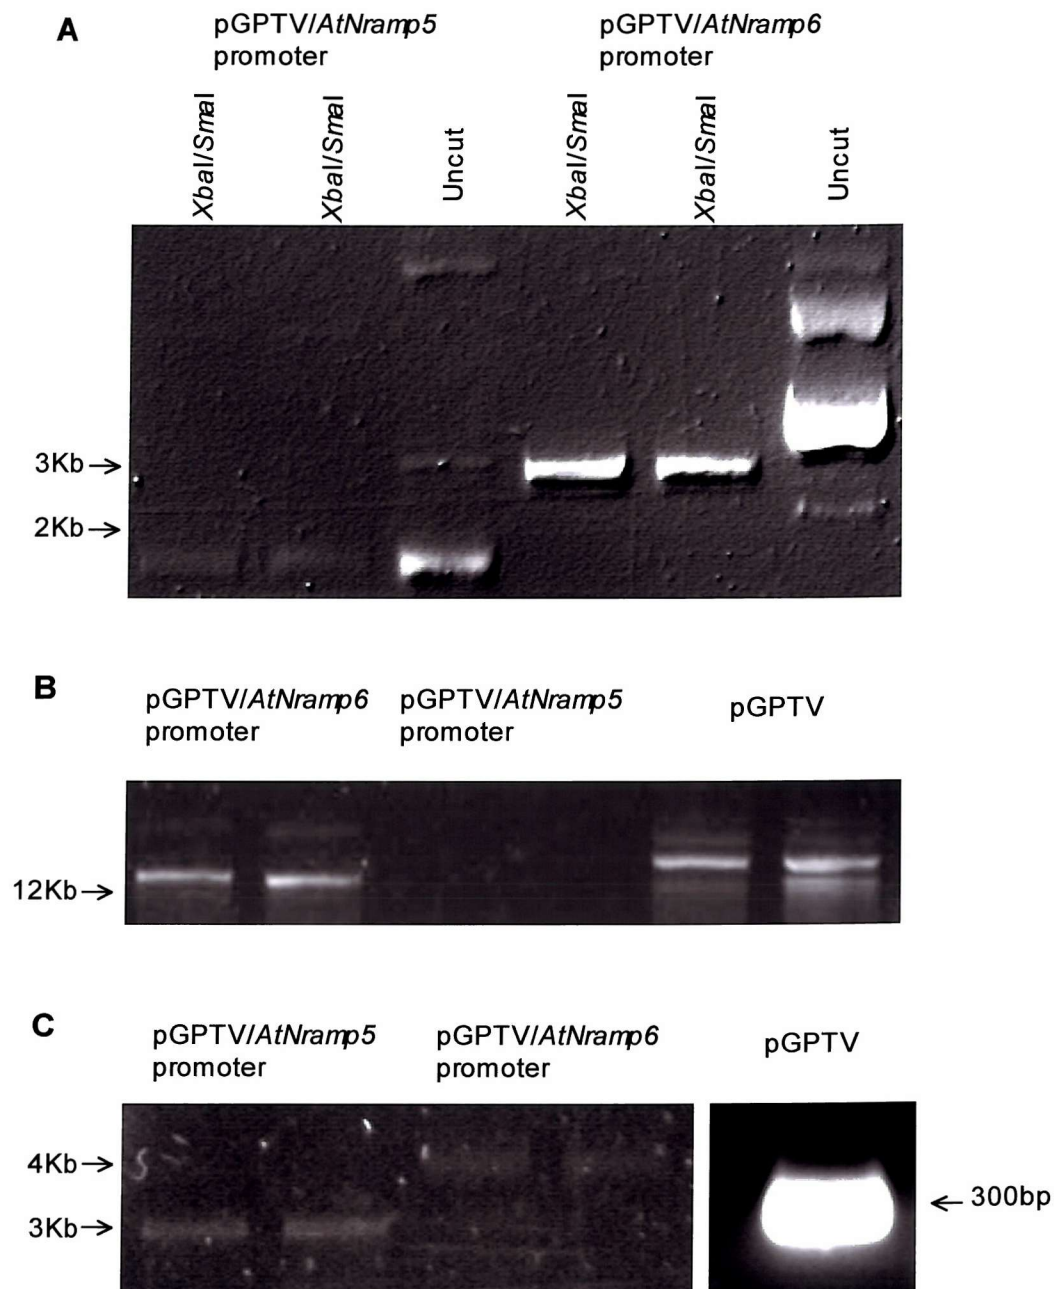 A
pGPTV/AtNramp5
promoter
pGPTV/AtNramp6
promoter
XbaI/SmaI
XbaI/SmaI
Uncut
XbaI/SmaI
XbaI/SmaI
Uncut
3Kb
2Kb
B
pGPTV/AtNramp6
promoter
pGPTV/AtNramp5
promoter
pGPTV
12Kb
C
pGPTV/AtNramp5
promoter
pGPTV/AtNramp6
promoter
pGPTV
4Kb
3Kb
300bp